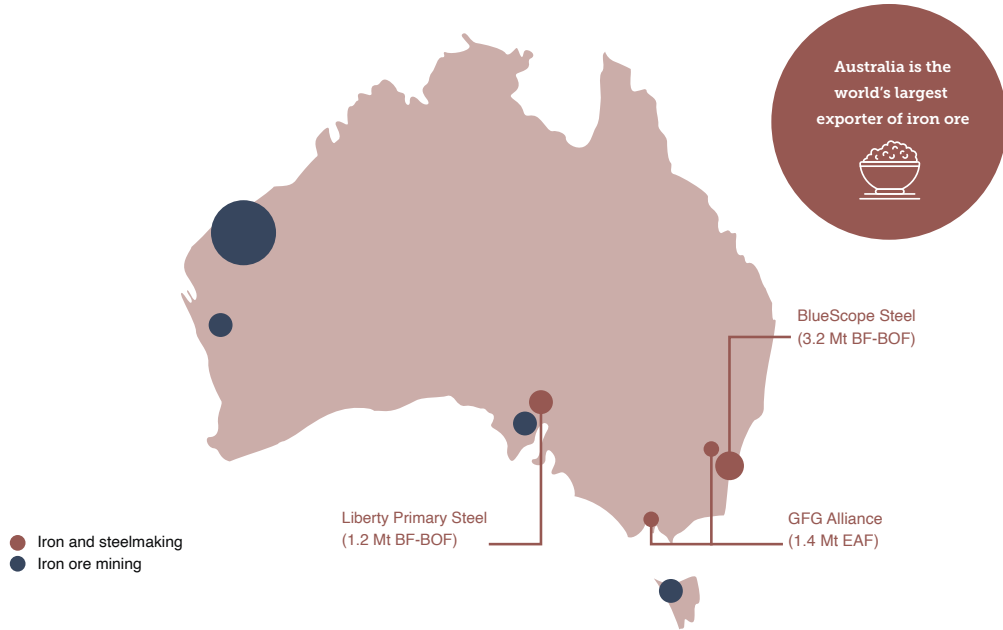 Australia is the
world's largest
exporter of iron ore
BlueScope Steel
(3.2 Mt BF-BOF)
Liberty Primary Steel
(1.2 Mt BF-BOF)
GFG Alliance
(1.4 Mt EAF)
Iron and steelmaking
Iron ore mining